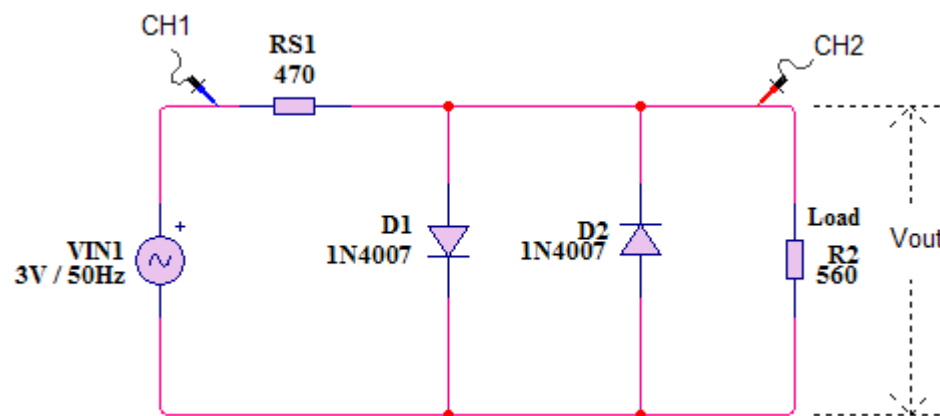 CH1
RS1
470
CH2
+
VIN1
3V / 50Hz
D1
1N4007
D2
1N4007
Load
R2
560
Vout